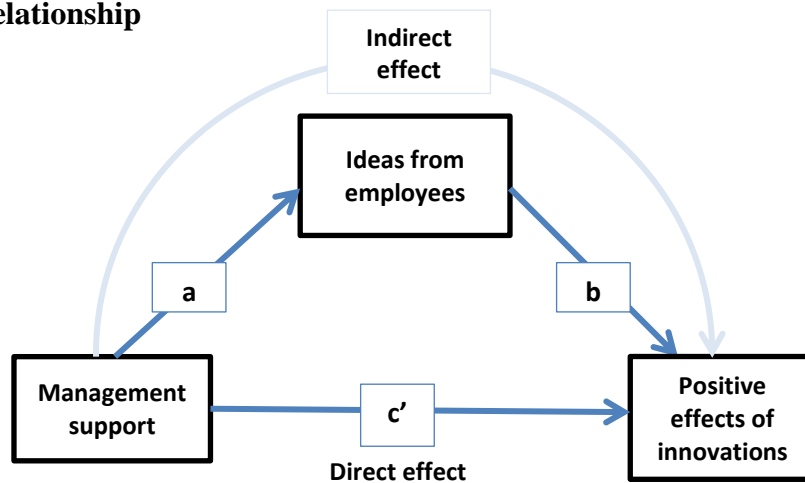 elationship
Indirect
effect
Ideas from
employees
a
b
Management
support
c’
Direct effect
Positive
effects of
innovations